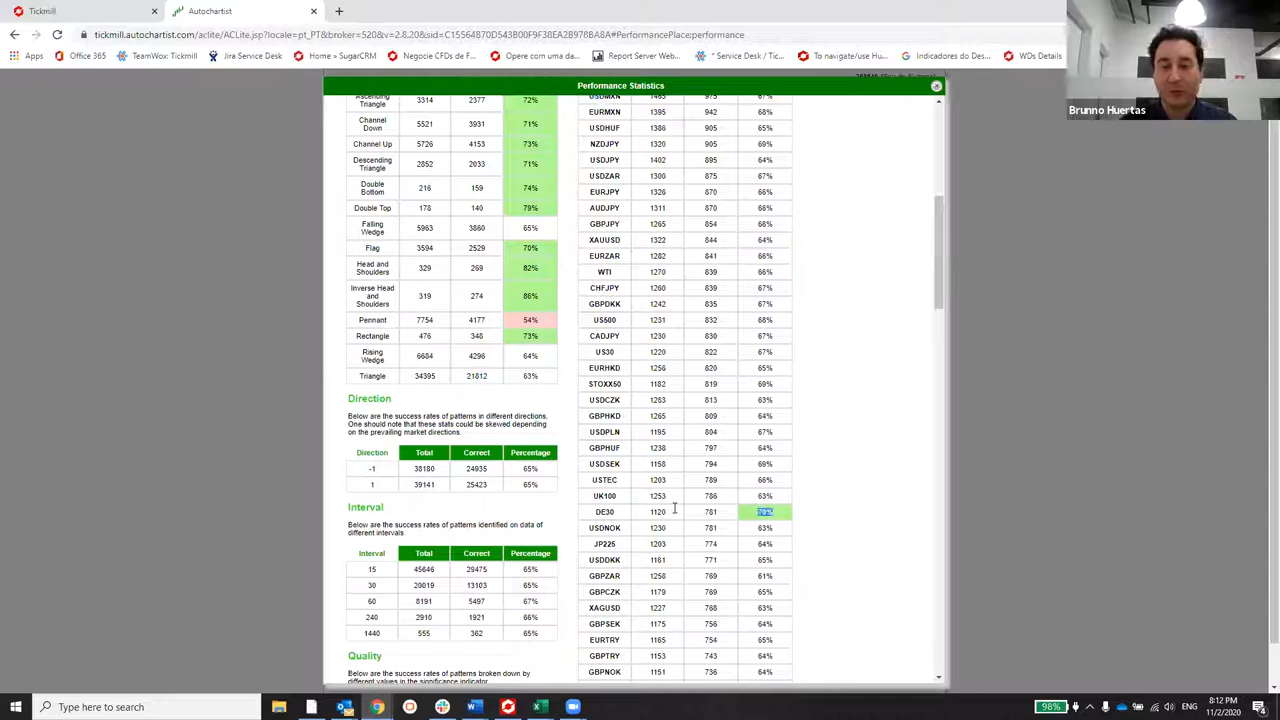 Tickmill
Autochartist
tickmill.autochartist.com/aclite/ACLite.jsp?locale=pt_PT&broker=520&v=2.8.20&sid=C15564B70D543B00F9F38EA2B978BA8A#PerformancePlace:performance
Apps Office 365 TeamWox: Tickmill Jira Service Desk Home » SugarCRM Negocie CFDs de F... Opere com uma da... Report Server Web... * Service Desk / Tic... To navigate/use Hu... Indicadores do Des... WDs Details
Brunno Huertas
Performance Statistics
Ascending Triangle 3314 2377 72%
Channel Down 5521 3931 71%
Channel Up 5726 4153 73%
Descending Triangle 2852 2033 71%
Double Bottom 216 159 74%
Double Top 178 140 79%
Falling Wedge 5963 3860 65%
Flag 3594 2529 70%
Head and Shoulders 329 269 82%
Inverse Head and Shoulders 319 274 86%
Pennant 7754 4177 54%
Rectangle 476 348 73%
Rising Wedge 6684 4296 64%
Triangle 34395 21812 63%
Direction
Below are the success rates of patterns in different directions.
One should note that these stats could be skewed depending
on the prevailing market directions.
Direction Total Correct Percentage
-1 38180 24935 65%
1 39141 25423 65%
Interval
Below are the success rates of patterns identified on data of
different intervals.
Interval Total Correct Percentage
15 45646 29475 65%
30 20019 13103 65%
60 8191 5497 67%
240 2910 1921 66%
1440 555 362 65%
Quality
Below are the success rates of patterns broken down by
different values in the significance indicator.
USDMXN 1463 975 67%
EURMXN 1395 942 68%
USDHUF 1386 905 65%
NZDJPY 1320 905 69%
USDJPY 1402 895 64%
USDZAR 1300 875 67%
EURJPY 1326 870 66%
AUDJPY 1311 870 66%
GBPJPY 1265 854 68%
XAUUSD 1322 844 64%
EURZAR 1282 841 66%
WTI 1270 839 66%
CHFJPY 1260 839 67%
GBPDKK 1242 835 67%
US500 1231 832 68%
CADJPY 1230 830 67%
US30 1220 822 67%
EURHKD 1256 820 65%
STOXX50 1182 819 69%
USDCZK 1283 813 63%
GBPHKD 1265 809 64%
USDPLN 1195 804 67%
GBPHUF 1238 797 64%
USDSEK 1158 794 69%
USTEC 1203 789 66%
UK100 1253 786 63%
DE30 1120 781 70%
USDNOK 1230 781 63%
JP225 1203 774 64%
USDDKK 1181 771 65%
GBPZAR 1258 769 61%
GBPCZK 1179 769 65%
XAGUSD 1227 768 63%
GBPSEK 1175 756 64%
EURTRY 1165 754 65%
GBPTRY 1153 743 64%
GBPNOK 1151 736 64%
Type here to search
98%
ENG
8:12 PM
11/2/2020